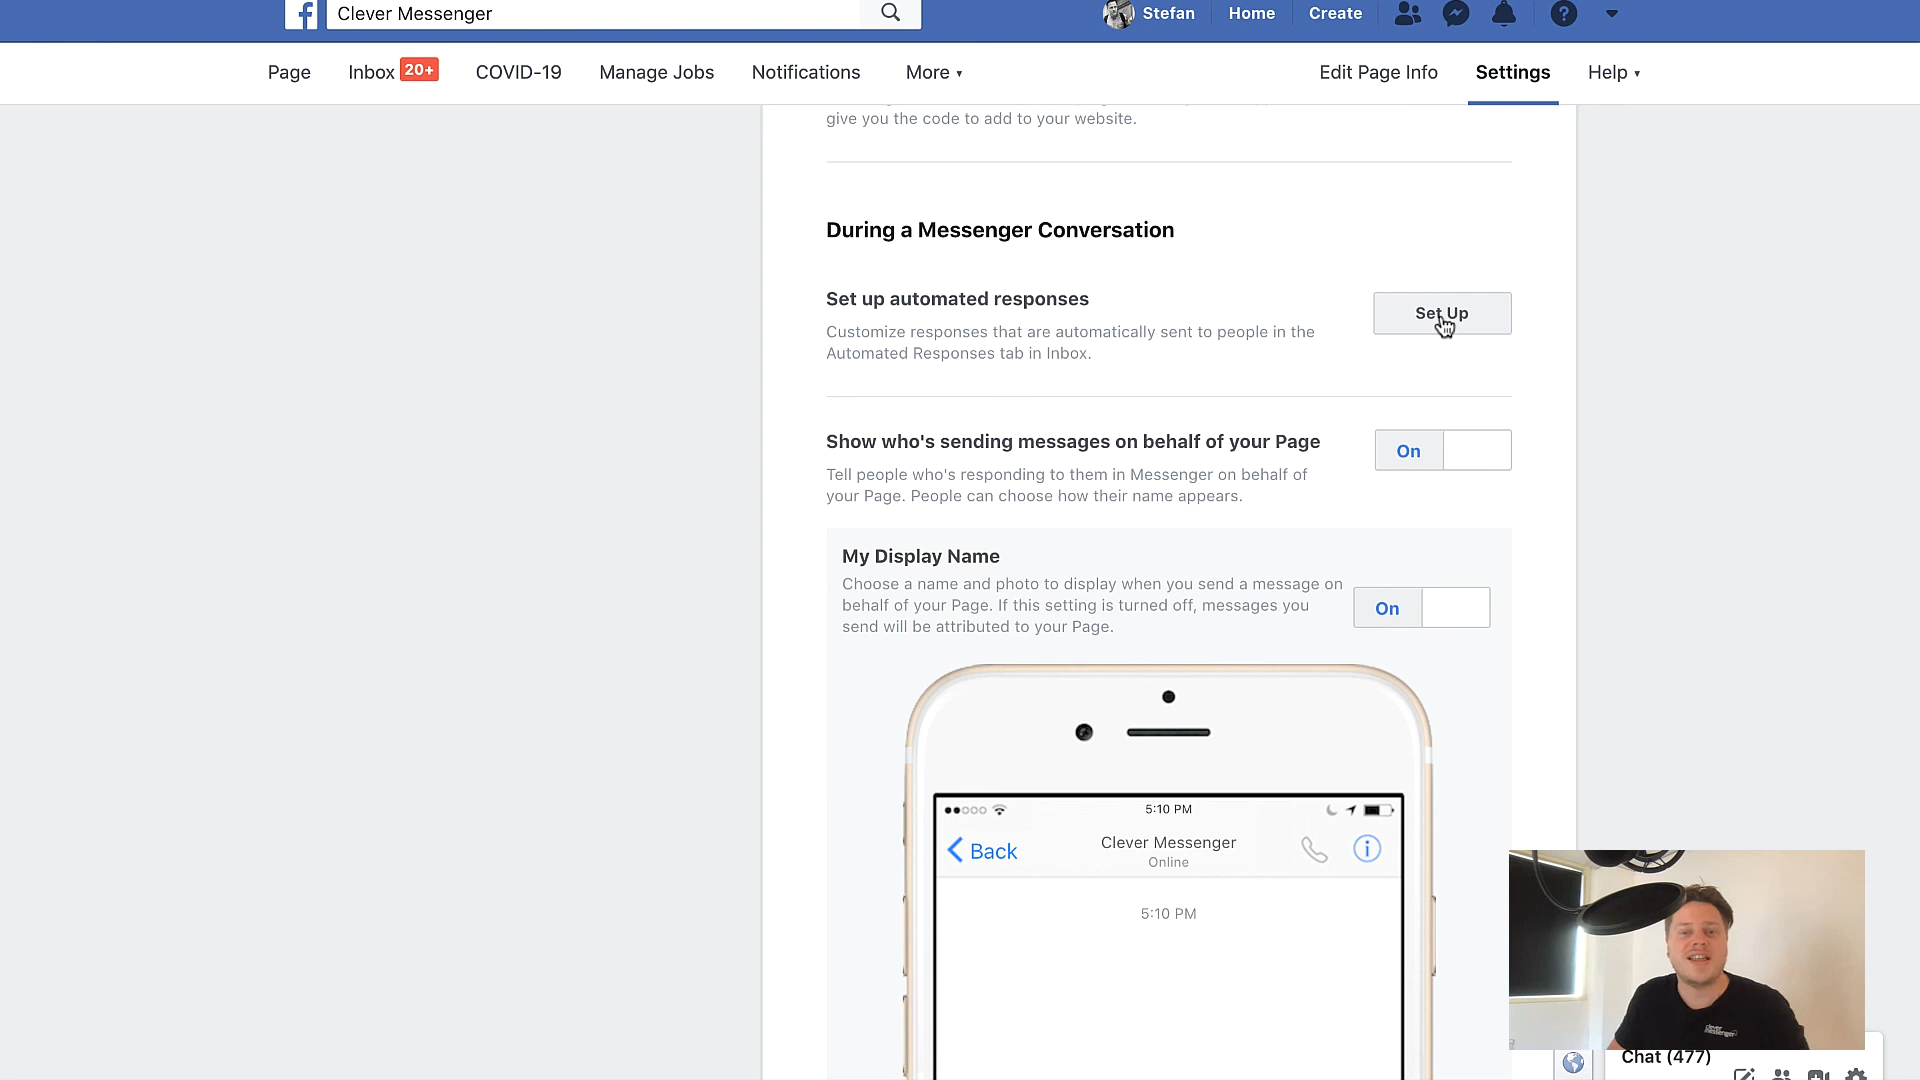 Clever Messenger
Stefan
Home
Create
Page
Inbox 20+
COVID-19
Manage Jobs
Notifications
More
Edit Page Info
Settings
Help
give you the code to add to your website.
During a Messenger Conversation
Set up automated responses
Set Up
Customize responses that are automatically sent to people in the
Automated Responses tab in Inbox.
Show who's sending messages on behalf of your Page
On
Tell people who's responding to them in Messenger on behalf of
your Page. People can choose how their name appears.
My Display Name
Choose a name and photo to display when you send a message on
behalf of your Page. If this setting is turned off, messages you
send will be attributed to your Page.
On
5:10 PM
Back
Clever Messenger
Online
5:10 PM
clever
messenger
Chat (477)